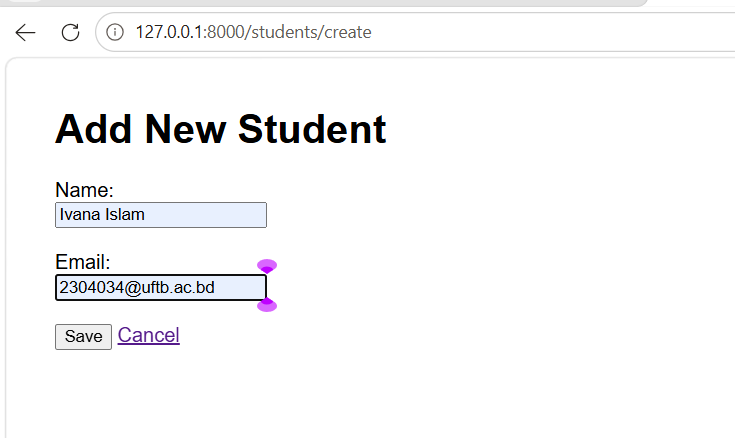 127.0.0.1:8000/students/create
Add New Student
Name:
Ivana Islam
Email:
2304034@uftb.ac.bd
Save Cancel